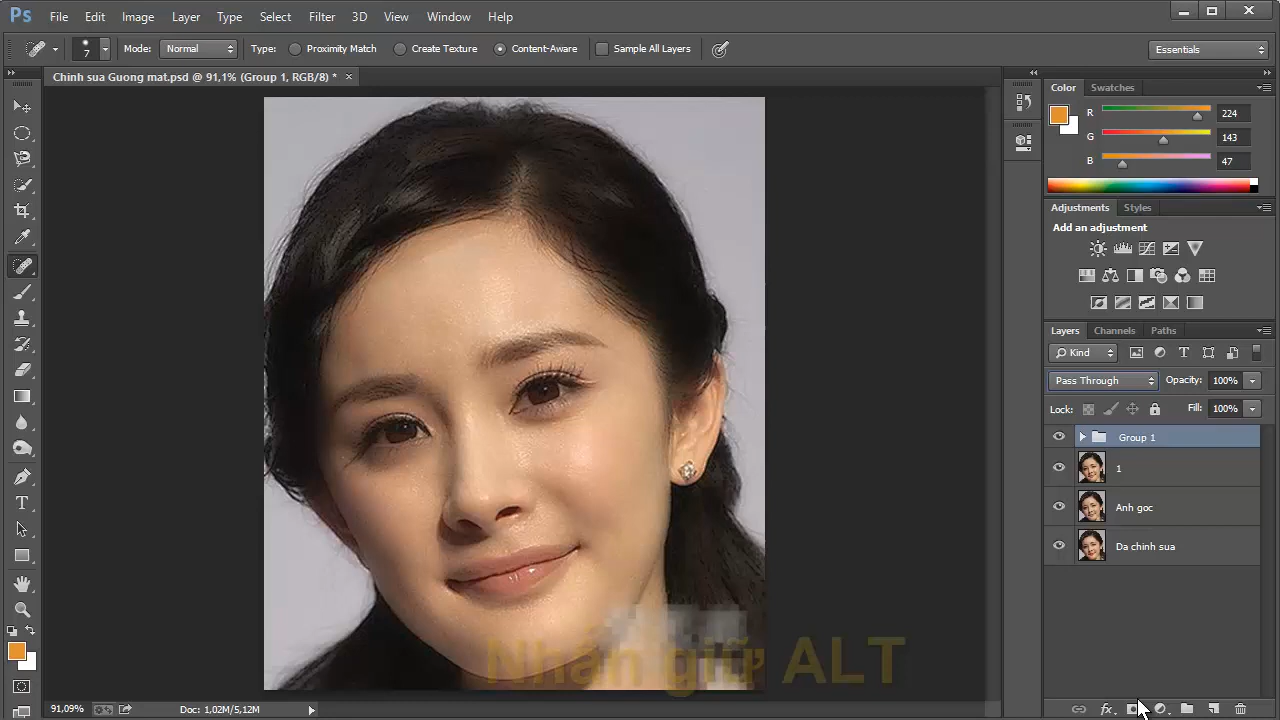 Ps File Edit Image Layer Type Select Filter 3D View Window Help
7 Mode: Normal Type: Proximity Match Create Texture Content-Aware Sample All Layers Essentials
Chinh sua Guong mat.psd @ 91,1% (Group 1, RGB/8) * ×
Color Swatches
R 224
G 143
B 47
Adjustments Styles
Add an adjustment
Layers Channels Paths
Kind
Pass Through Opacity: 100%
Lock: Fill: 100%
Group 1
1
Anh goc
Da chinh sua
Nhấn giữ ALT
91,09% Doc: 1,02M/5,12M
fx